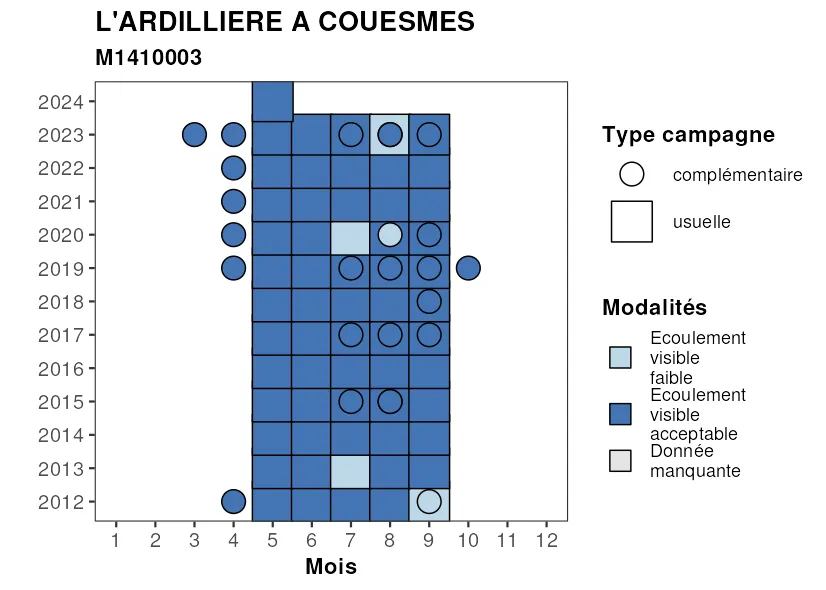 L'ARDILLIERE A COUESMES
M1410003
2024
2023
2022
2021
2020
2019
2018
2017
2016
2015
2014
2013
2012
1 2 3 4 5 6 7 8 9 10 11 12
Mois
Type campagne
complémentaire
usuelle
Modalités
Ecoulement
visible
faible
Ecoulement
visible
acceptable
Donnée
manquante